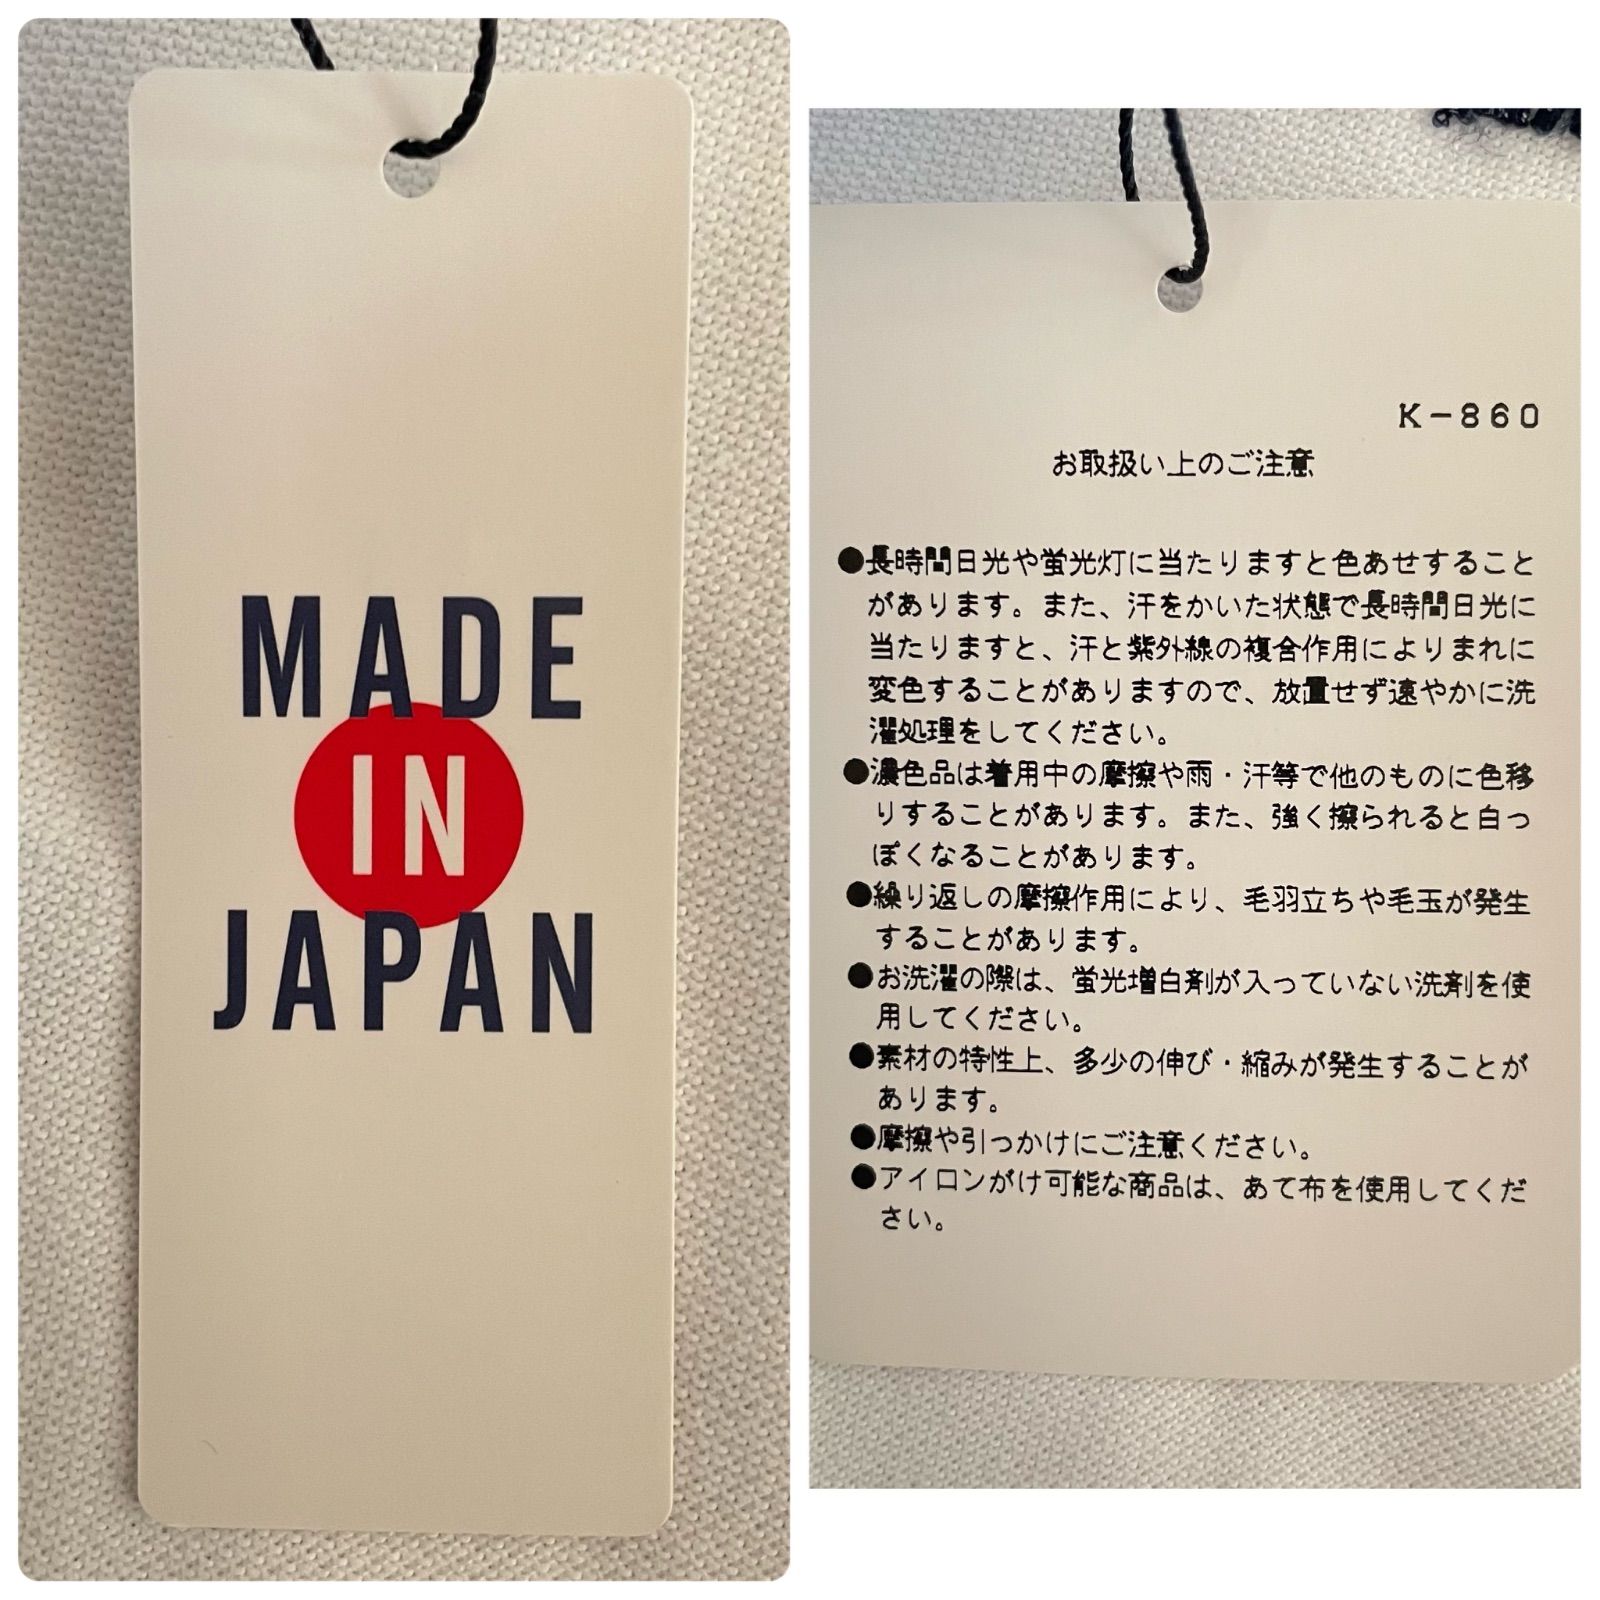 MADE
IN
JAPAN
K-860
お取扱い上のご注意
●長時間日光や蛍光灯に当たりますと色あせすること
があります。また、汗をかいた状態で長時間日光に
当たりますと、汗と紫外線の複合作用によりまれに
変色することがありますので、放置せず速やかに洗
濯処理をしてください。
●濃色品は着用中の摩擦や雨・汗等で他のものに色移
りすることがあります。また、強く擦られると白っ
ぽくなることがあります。
●繰り返しの摩擦作用により、毛羽立ちや毛玉が発生
することがあります。
●お洗濯の際は、蛍光増白剤が入っていない洗剤を使
用してください。
●素材の特性上、多少の伸び・縮みが発生することが
あります。
●摩擦や引っかけにご注意ください。
●アイロンがけ可能な商品は、あて布を使用してくだ
さい。